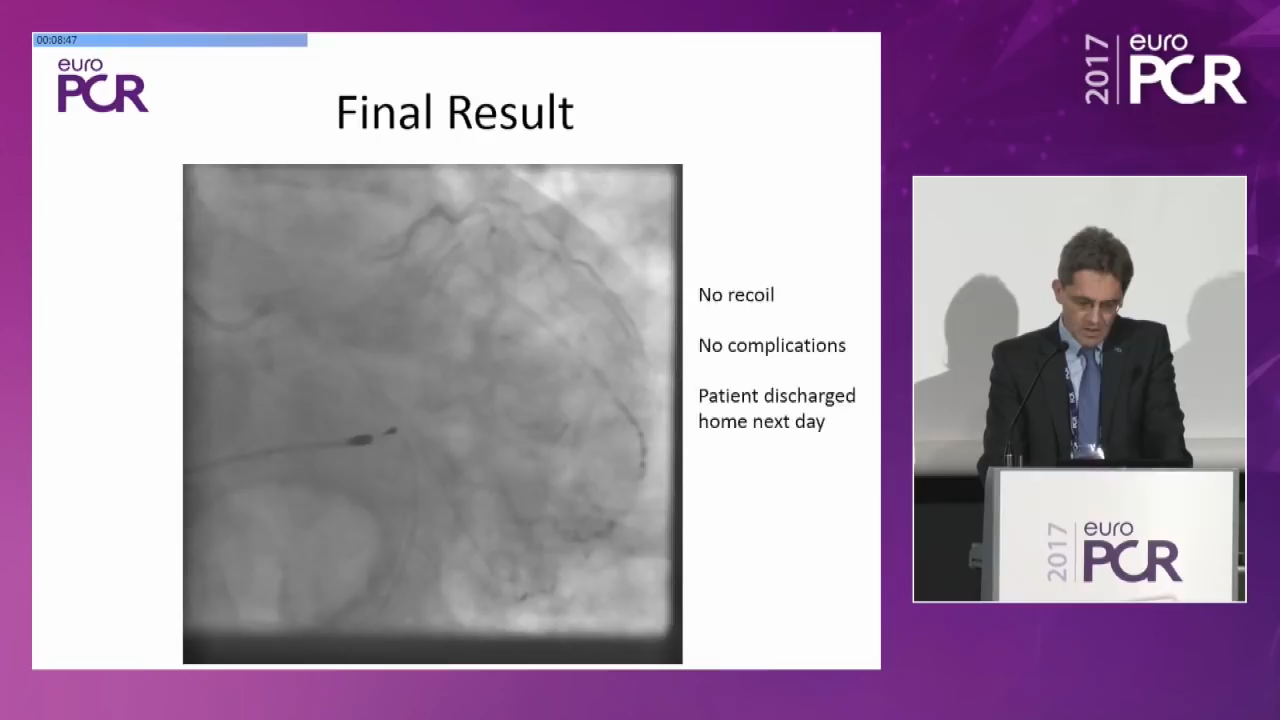 00:08:47
euro
PCR
Final Result
No recoil
No complications
Patient discharged
home next day
2017
euro
PCR
2017
euro
PCR